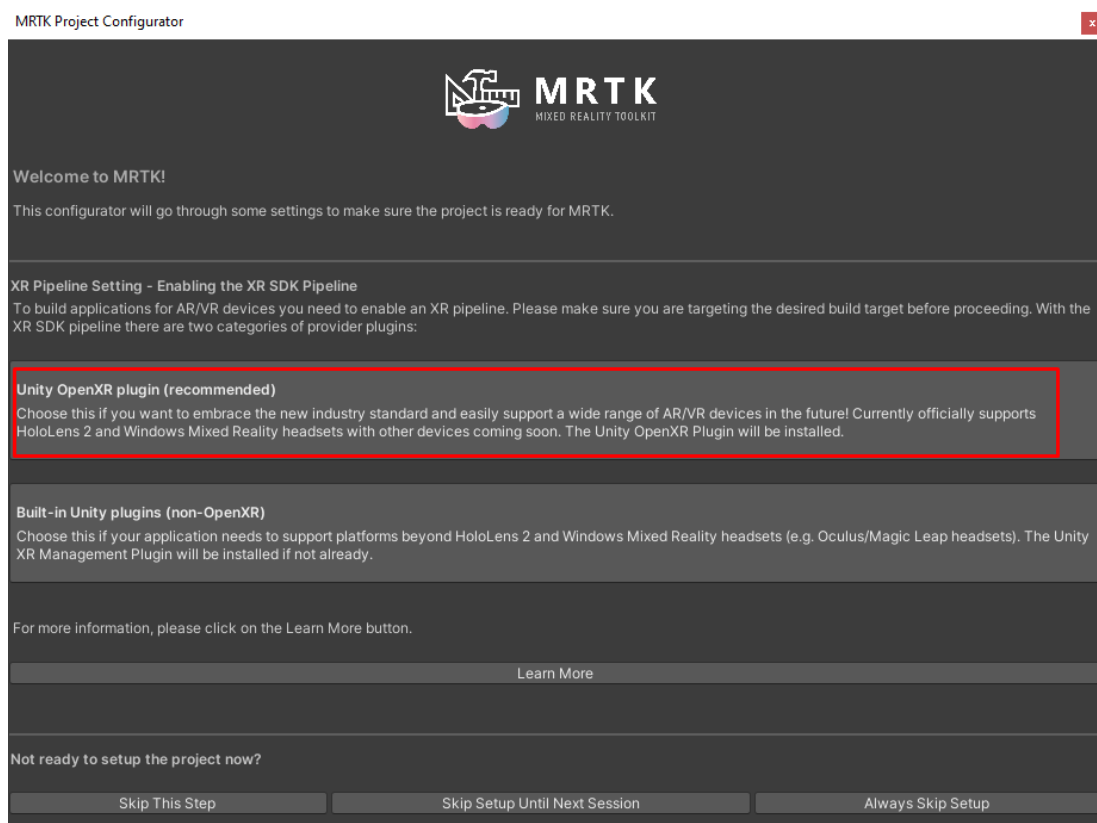 MRTK Project Configurator
x
MRTK
MIXED REALITY TOOLKIT
Welcome to MRTK!
This configurator will go through some settings to make sure the project is ready for MRTK.
XR Pipeline Setting - Enabling the XR SDK Pipeline
To build applications for AR/VR devices you need to enable an XR pipeline. Please make sure you are targeting the desired build target before proceeding. With the
XR SDK pipeline there are two categories of provider plugins:
Unity OpenXR plugin (recommended)
Choose this if you want to embrace the new industry standard and easily support a wide range of AR/VR devices in the future! Currently officially supports
HoloLens 2 and Windows Mixed Reality headsets with other devices coming soon. The Unity OpenXR Plugin will be installed.
Built-in Unity plugins (non-OpenXR)
Choose this if your application needs to support platforms beyond HoloLens 2 and Windows Mixed Reality headsets (e.g. Oculus/Magic Leap headsets). The Unity
XR Management Plugin will be installed if not already.
For more information, please click on the Learn More button.
Learn More
Not ready to setup the project now?
Skip This Step
Skip Setup Until Next Session
Always Skip Setup